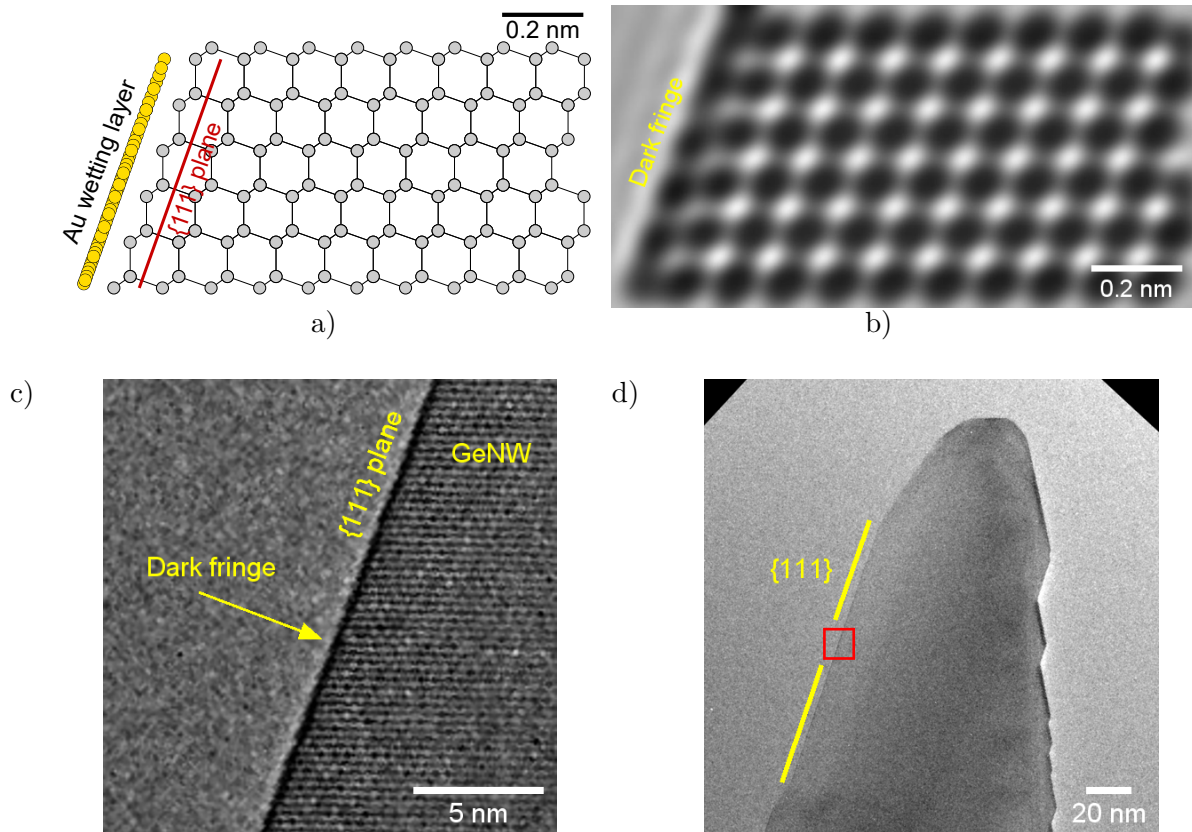 0.2 nm
Au wetting layer
{111} plane
a)
Dark fringe
0.2 nm
b)
c)
{111} plane
GeNW
Dark fringe
5 nm
d)
{111}
20 nm